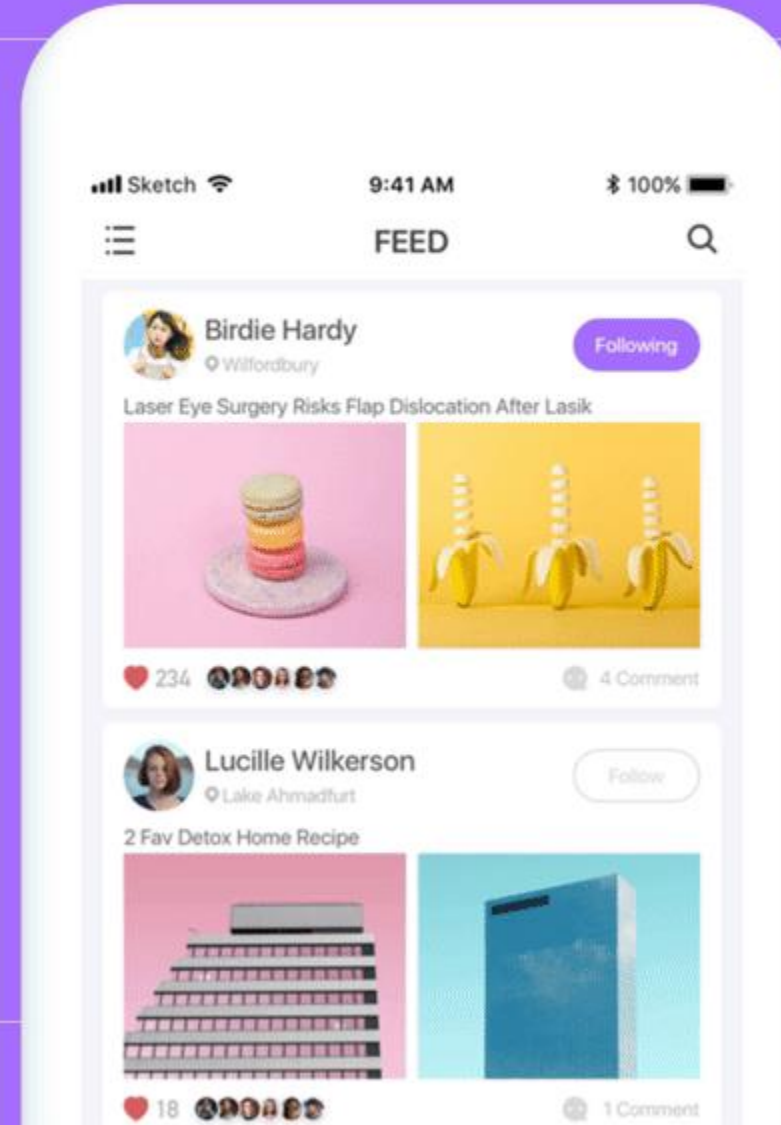 Sketch 9:41 AM 100%
FEED
Birdie Hardy
Wilfordbury
Following
Laser Eye Surgery Risks Flap Dislocation After Lasik
234 4 Comment
Lucille Wilkerson
Lake Ahmadfurt
Follow
2 Fav Detox Home Recipe
18 1 Comment